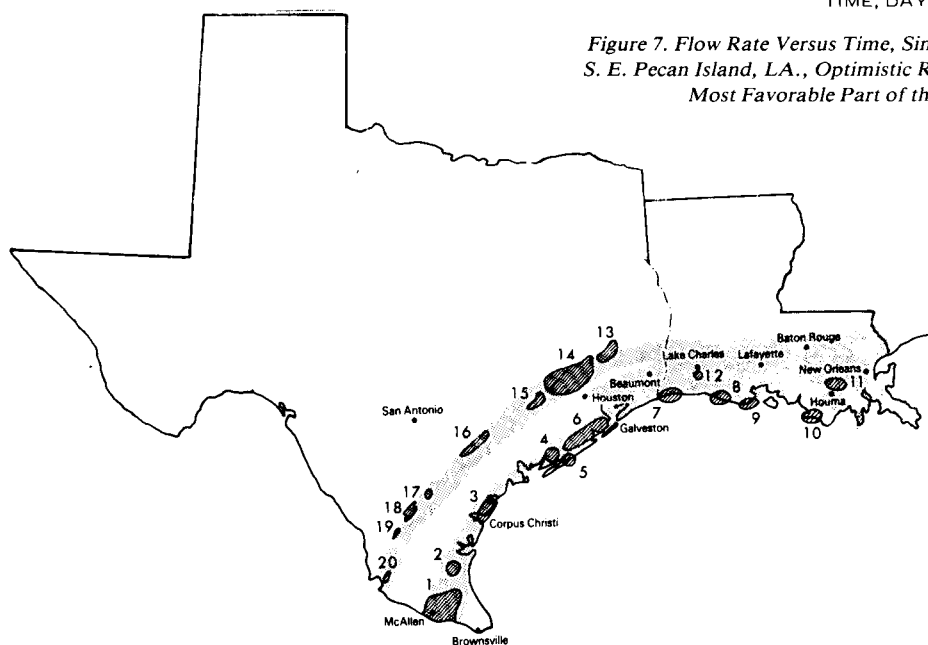 TIME, DAY
Figure 7. Flow Rate Versus Time, Sin
S. E. Pecan Island, LA., Optimistic R
Most Favorable Part of th
13
14
Baton Rouge
Lake Charles
Lafayette
12
New Orleans
11
15
Beaumont
Houston
8
Houma
San Antonio
7
9
10
6
Galveston
16
4
5
17
3
18
Corpus Christi
19
2
20
1
McAllen
Brownsville